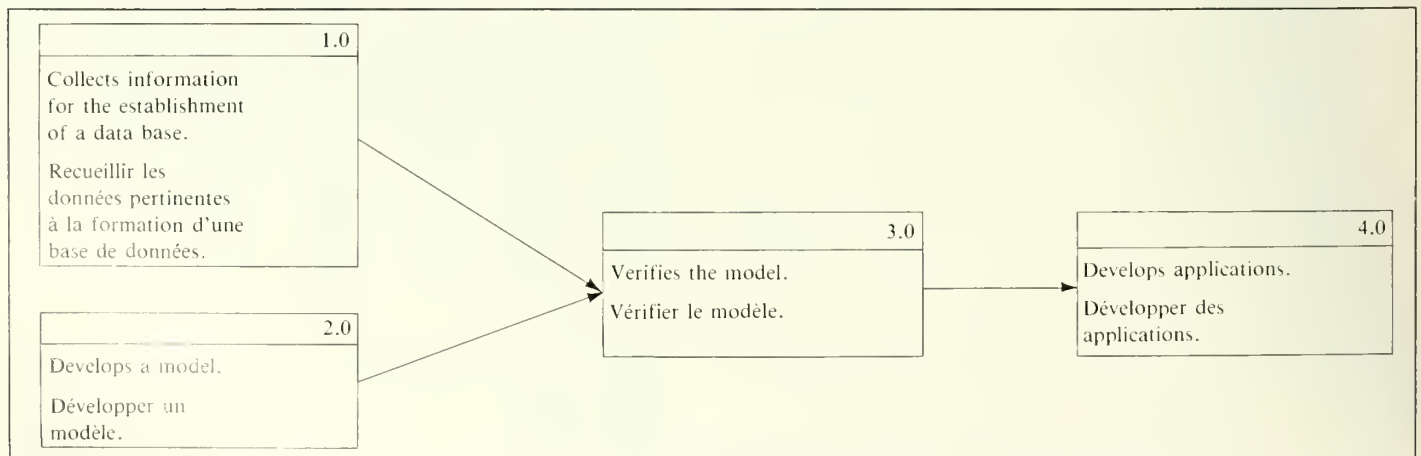 1.0
Collects information
for the establishment
of a data base.
Recueillir les
données pertinentes
à la formation d'une
base de données.
2.0
Develops a model.
Développer un
modèle.
3.0
Verifies the model.
Vérifier le modèle.
4.0
Develops applications.
Développer des
applications.